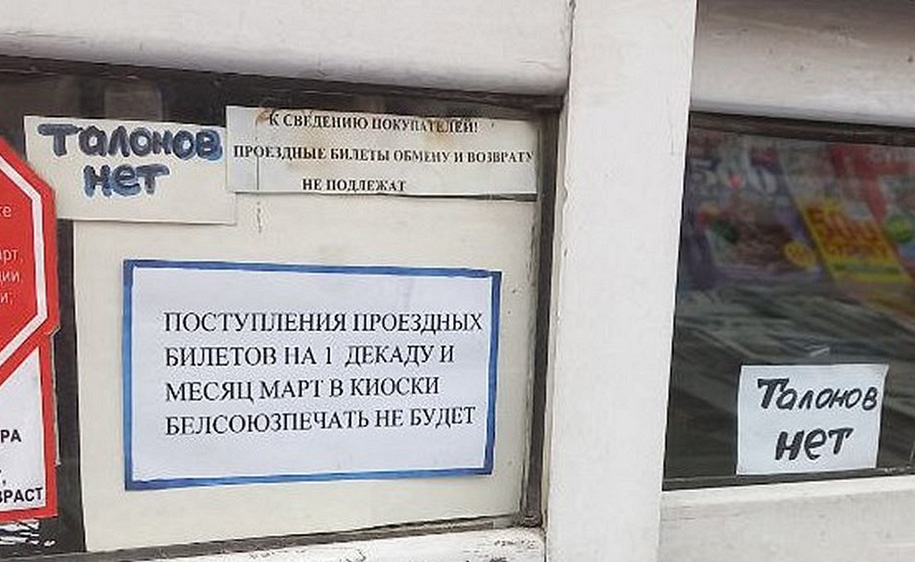 Талонов
нет
К СВЕДЕНИЮ ПОКУПАТЕЛЕЙ!
ПРОЕЗДНЫЕ БИЛЕТЫ ОБМЕНУ И ВОЗВРАТУ
НЕ ПОДЛЕЖАТ
ПОСТУПЛЕНИЯ ПРОЕЗДНЫХ
БИЛЕТОВ НА 1 ДЕКАДУ И
МЕСЯЦ МАРТ В КИОСКИ
БЕЛСОЮЗПЕЧАТЬ НЕ БУДЕТ
Талонов
нет